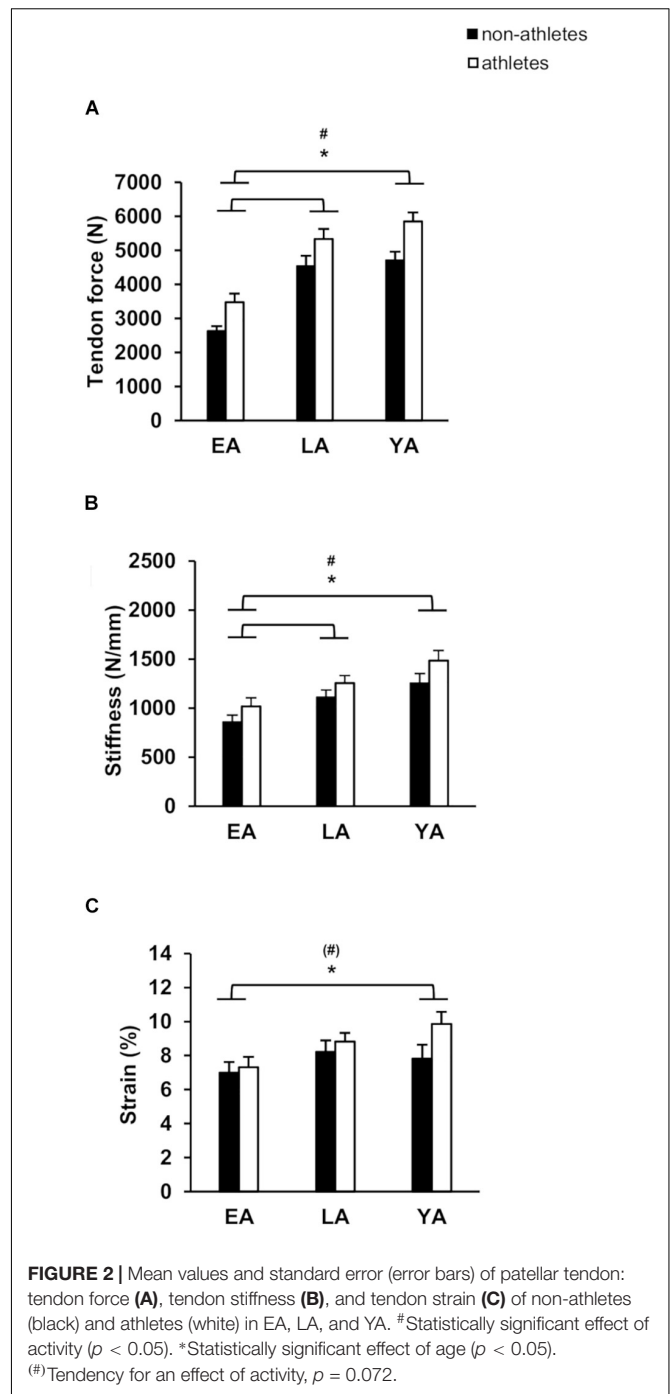 ■ non-athletes
□ athletes
A
#
*
7000
6000
5000
4000
3000
2000
1000
0
Tendon force (N)
EA LA YA
B
#
*
2500
2000
1500
1000
500
0
Stiffness (N/mm)
EA LA YA
C
(#)
*
14
12
10
8
6
4
2
0
Strain (%)
EA LA YA
FIGURE 2 | Mean values and standard error (error bars) of patellar tendon:
tendon force (A), tendon stiffness (B), and tendon strain (C) of non-athletes
(black) and athletes (white) in EA, LA, and YA. #Statistically significant effect of
activity (p < 0.05). *Statistically significant effect of age (p < 0.05).
(#)Tendency for an effect of activity, p = 0.072.